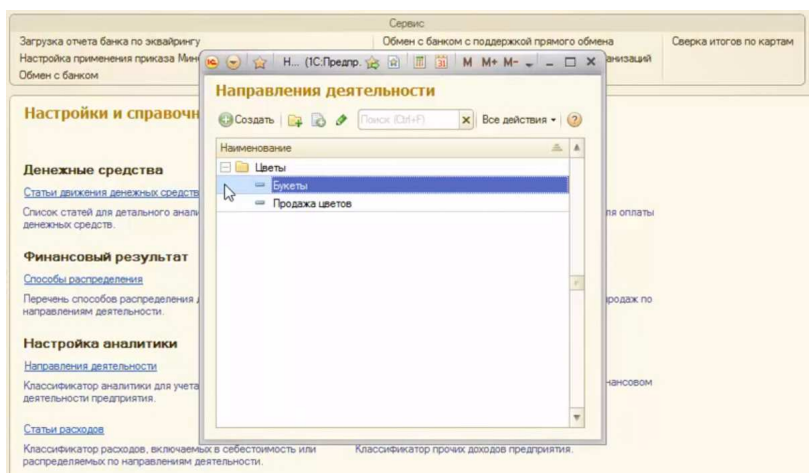 Сервис
Загрузка отчета банка по эквайрингу
Обмен с банком с поддержкой прямого обмена
Сверка итогов по картам
Настройка применения приказа Мин
анизаций
Обмен с банком
Н... (1С:Предпр.
M M+ M-
Направления деятельности
Создать
Поиск (Ctrl+F)
Все действия
Наименование
Цветы
Букеты
Продажа цветов
Настройки и справочн
Денежные средства
Статьи движения денежных средств
Список статей для детального анали
ля оплаты
денежных средств.
Финансовый результат
Способы распределения
Перечень способов распределения
родаж по
направлениям деятельности.
Настройка аналитики
Направления деятельности
Классификатор аналитики для учета
нансовом
деятельности предприятия.
Статьи расходов
Классификатор расходов, включаемых в себестоимость или
Классификатор прочих доходов предприятия.
распределяемых по направлениям деятельности.